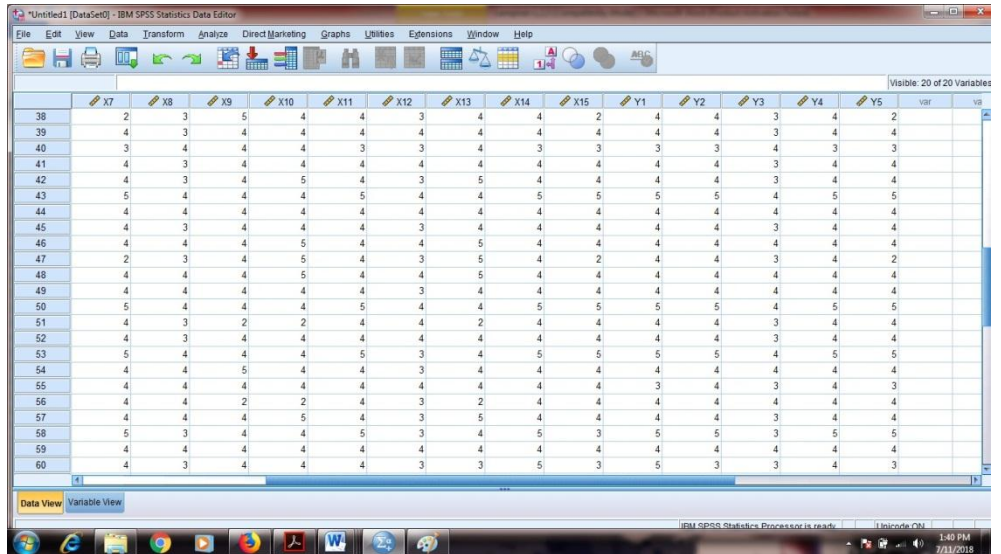 *Untitled1 [DataSet0] - IBM SPSS Statistics Data Editor
File Edit View Data Transform Analyze Direct Marketing Graphs Utilities Extensions Window Help
Visible: 20 of 20 Variables
X7 X8 X9 X10 X11 X12 X13 X14 X15 Y1 Y2 Y3 Y4 Y5 var va
38 2 3 5 4 4 3 4 4 2 4 4 3 4 2
39 4 3 4 4 4 4 4 4 4 4 4 3 4 4
40 3 4 4 4 3 3 4 3 3 3 3 4 3 3
41 4 3 4 4 4 4 4 4 4 4 4 3 4 4
42 4 3 4 5 4 3 5 4 4 4 4 3 4 4
43 5 4 4 4 5 4 4 5 5 5 5 4 5 5
44 4 4 4 4 4 4 4 4 4 4 4 4 4 4
45 4 3 4 4 4 3 4 4 4 4 4 3 4 4
46 4 4 4 5 4 4 5 4 4 4 4 4 4 4
47 2 3 4 5 4 3 5 4 2 4 4 3 4 2
48 4 4 4 5 4 4 5 4 4 4 4 4 4 4
49 4 4 4 4 4 3 4 4 4 4 4 4 4 4
50 5 4 4 4 5 4 4 5 5 5 5 4 5 5
51 4 3 2 2 4 4 2 4 4 4 4 3 4 4
52 4 3 4 4 4 4 4 4 4 4 4 3 4 4
53 5 4 4 4 5 3 4 5 5 5 5 4 5 5
54 4 4 5 4 4 3 4 4 4 4 4 4 4 4
55 4 4 4 4 4 4 4 4 4 3 4 3 4 3
56 4 4 2 2 4 3 2 4 4 4 4 4 4 4
57 4 4 4 5 4 3 5 4 4 4 4 3 4 4
58 5 3 4 4 5 3 4 5 3 5 5 3 5 5
59 4 4 4 4 4 4 4 4 4 4 4 4 4 4
60 4 3 4 4 4 3 3 5 3 5 3 3 4 3
Data View Variable View
IBM SPSS Statistics Processor is ready Unicode:ON
1:40 PM
7/11/2018